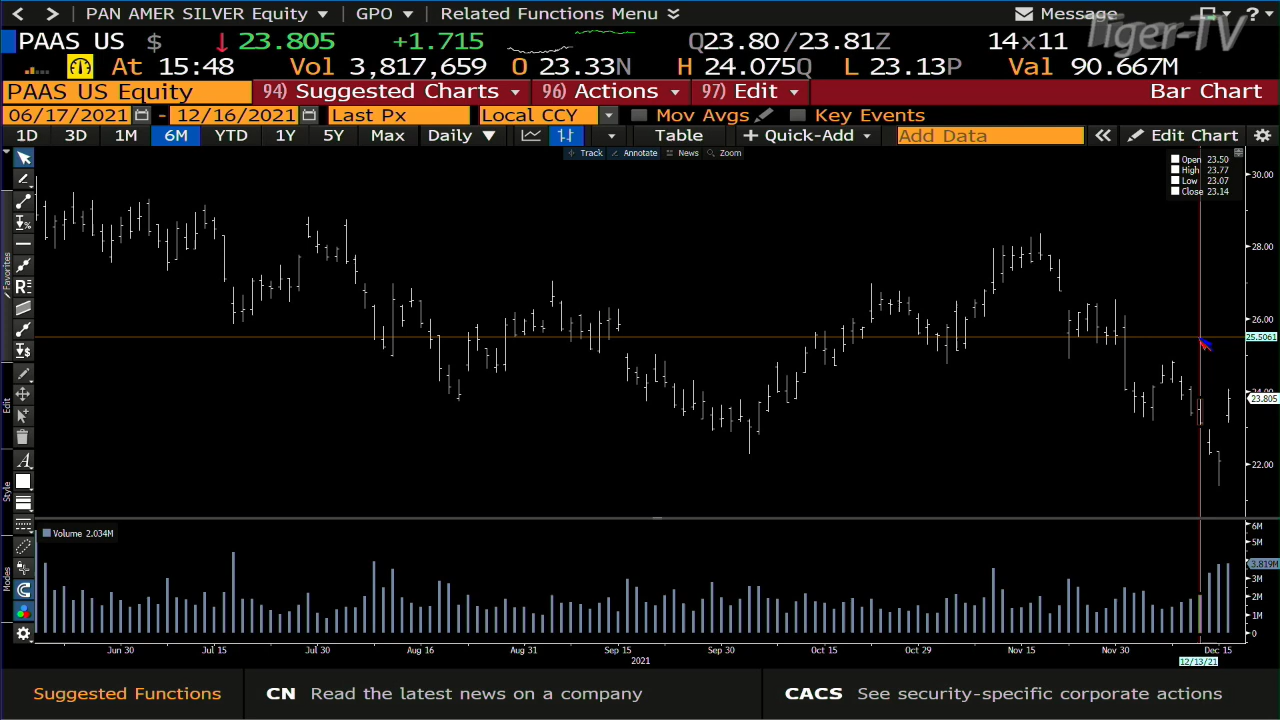 PAN AMER SILVER Equity GPO Related Functions Menu Message ?
Tiger-TV
PAAS US $ 23.805 +1.715 Q23.80 / 23.81Z 14 x 11
At 15:48 Vol 3,817,659 O 23.33N H 24.075Q L 23.13P Val 90.667M
PAAS US Equity 94) Suggested Charts 96) Actions 97) Edit Bar Chart
06/17/2021 - 12/16/2021 Last Px Local CCY Mov Avgs Key Events
1D 3D 1M 6M YTD 1Y 5Y Max Daily Table + Quick-Add Add Data Edit Chart
Track Annotate News Zoom
Open 23.50
High 23.77
Low 23.07
Close 23.14
30.00
28.00
26.00
25.5061
24.00
23.805
22.00
Favorites
Edit
Style
Modes
Volume 2.034M
6M
5M
3.819M
3M
2M
1M
0
Jun 30 Jul 15 Jul 30 Aug 16 Aug 31 Sep 15 Sep 30 Oct 15 Oct 29 Nov 15 Nov 30 Dec 15
2021 12/13/21
Suggested Functions CN Read the latest news on a company CACS See security-specific corporate actions